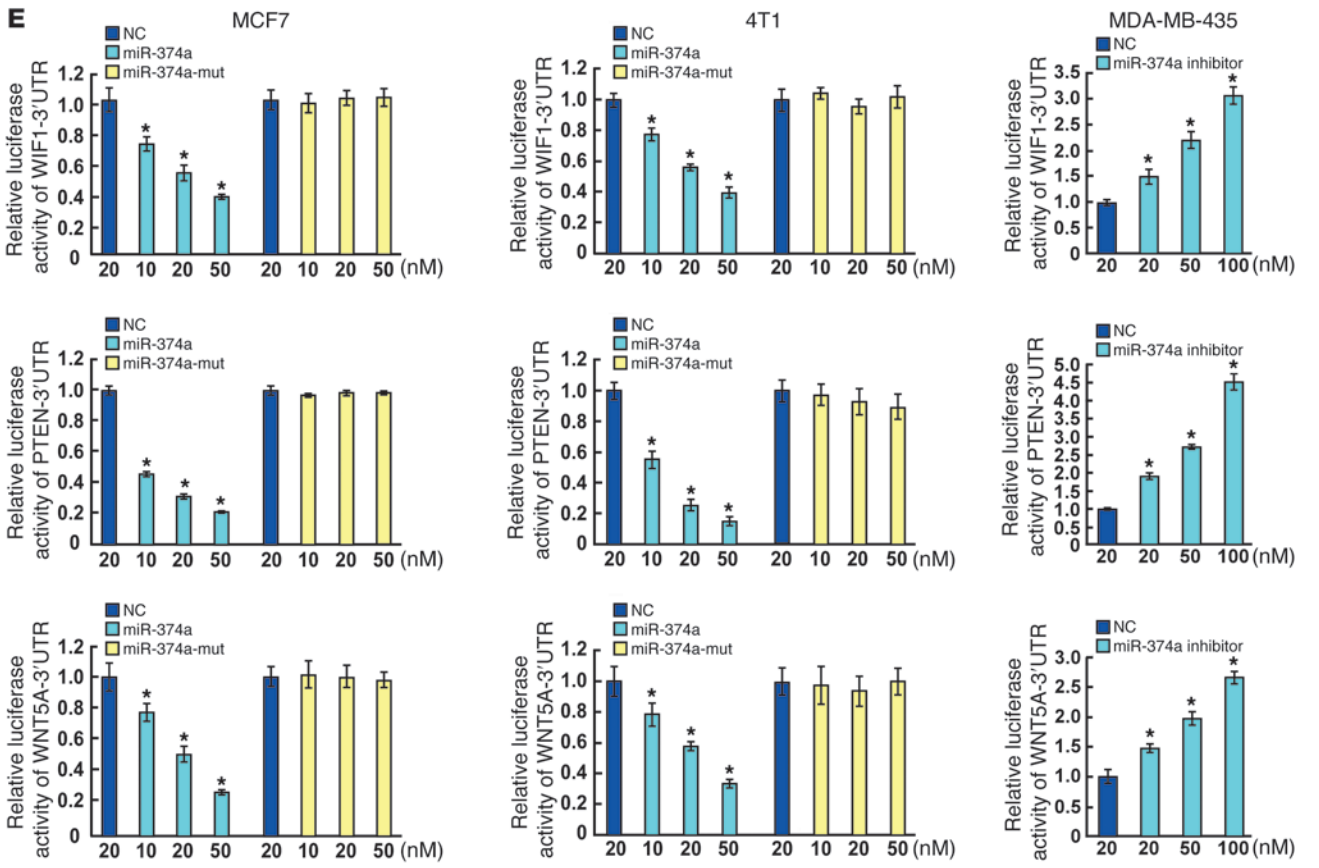 E
MCF7
4T1
MDA-MB-435
NC
miR-374a
miR-374a-mut
Relative luciferase
activity of WIF1-3′UTR
1.2
1.0
0.8
0.6
0.4
0.2
0
20 10 20 50 20 10 20 50 (nM)
* * *
NC
miR-374a
miR-374a-mut
Relative luciferase
activity of WIF1-3′UTR
1.2
1.0
0.8
0.6
0.4
0.2
0
20 10 20 50 20 10 20 50 (nM)
* * *
NC
miR-374a inhibitor
Relative luciferase
activity of WIF1-3′UTR
3.5
3.0
2.5
2.0
1.5
1.0
0.5
0
20 20 50 100 (nM)
* * *
NC
miR-374a
miR-374a-mut
Relative luciferase
activity of PTEN-3′UTR
1.2
1.0
0.8
0.6
0.4
0.2
0
20 10 20 50 20 10 20 50 (nM)
* * *
NC
miR-374a
miR-374a-mut
Relative luciferase
activity of PTEN-3′UTR
1.2
1.0
0.8
0.6
0.4
0.2
0
20 10 20 50 20 10 20 50 (nM)
* * *
NC
miR-374a inhibitor
Relative luciferase
activity of PTEN-3′UTR
5.0
4.5
4.0
3.5
3.0
2.5
2.0
1.5
1.0
0.5
0
20 20 50 100 (nM)
* * *
NC
miR-374a
miR-374a-mut
Relative luciferase
activity of WNT5A-3′UTR
1.2
1.0
0.8
0.6
0.4
0.2
0
20 10 20 50 20 10 20 50 (nM)
* * *
NC
miR-374a
miR-374a-mut
Relative luciferase
activity of WNT5A-3′UTR
1.2
1.0
0.8
0.6
0.4
0.2
0
20 10 20 50 20 10 20 50 (nM)
* * *
NC
miR-374a inhibitor
Relative luciferase
activity of WNT5A-3′UTR
3.0
2.5
2.0
1.5
1.0
0.5
0
20 20 50 100 (nM)
* * *